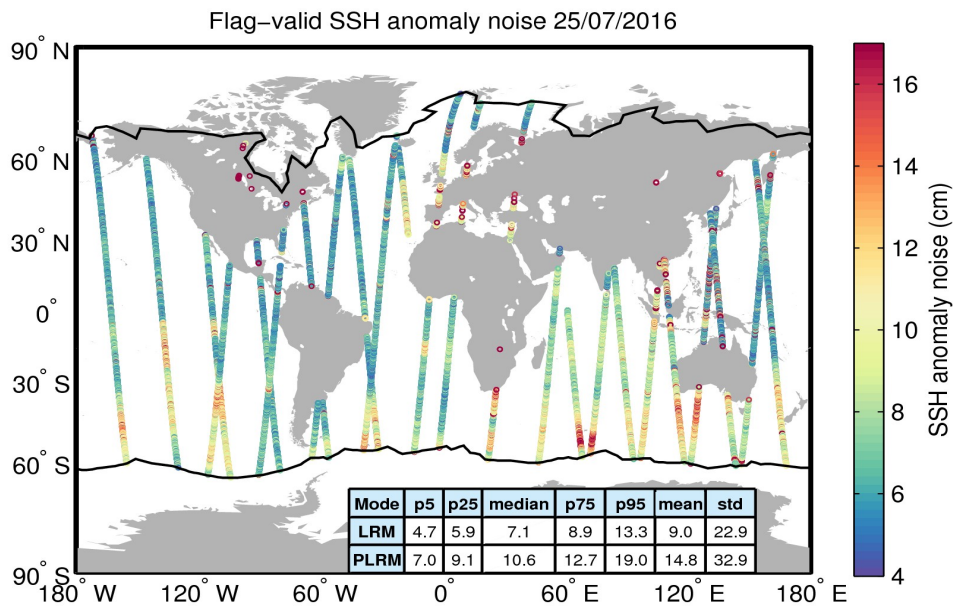 Flag−valid SSH anomaly noise 25/07/2016
90° N
60° N
30° N
0°
30° S
60° S
90° S
180° W
120° W
60° W
0°
60° E
120° E
180° E
16
14
12
10
8
6
4
SSH anomaly noise (cm)
Mode p5 p25 median p75 p95 mean std
LRM 4.7 5.9 7.1 8.9 13.3 9.0 22.9
PLRM 7.0 9.1 10.6 12.7 19.0 14.8 32.9